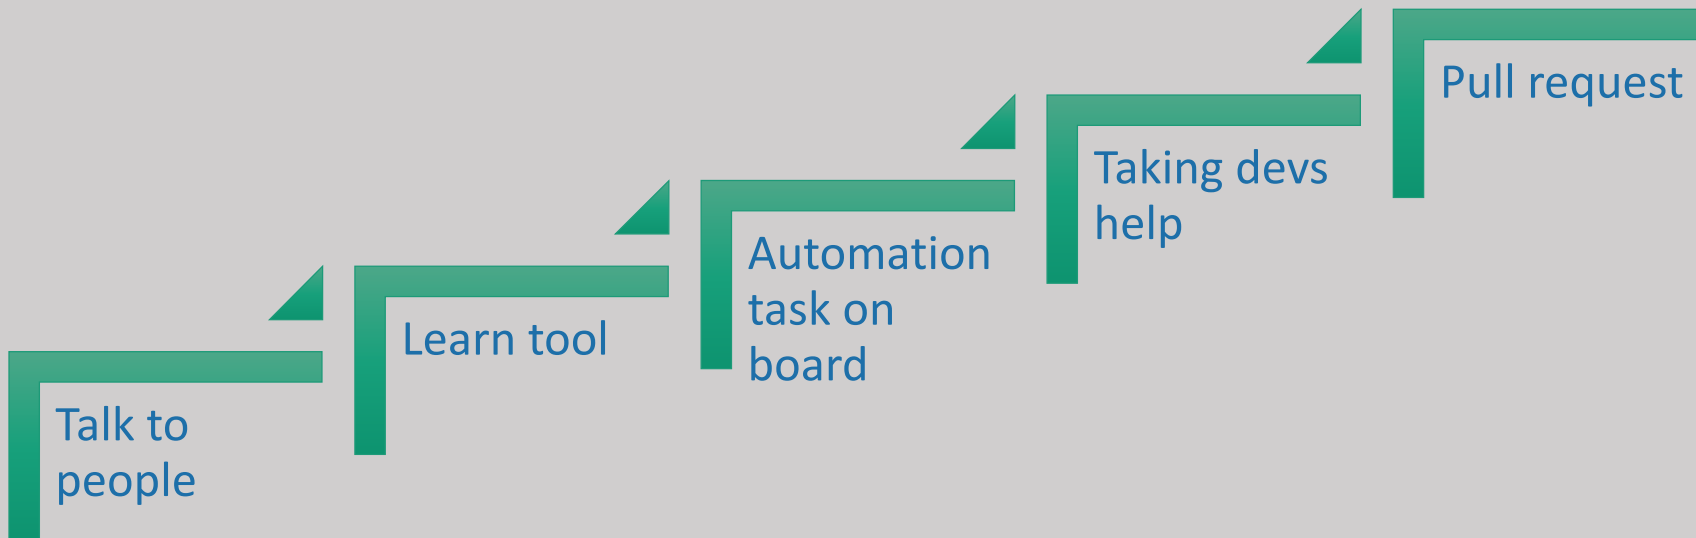 Talk to
people
Learn tool
Automation
task on
board
Taking devs
help
Pull request